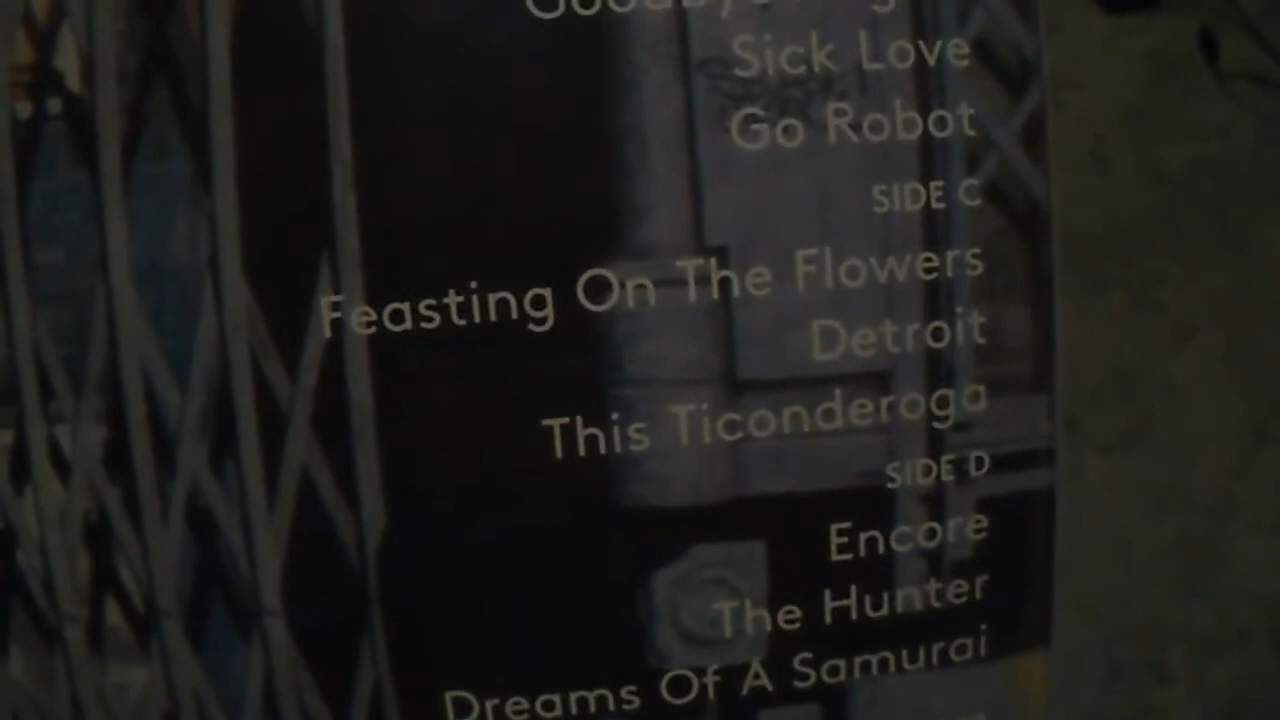 Sick Love
Go Robot
SIDE C
Feasting On The Flowers
Detroit
This Ticonderoga
SIDE D
Encore
The Hunter
Dreams Of A Samurai